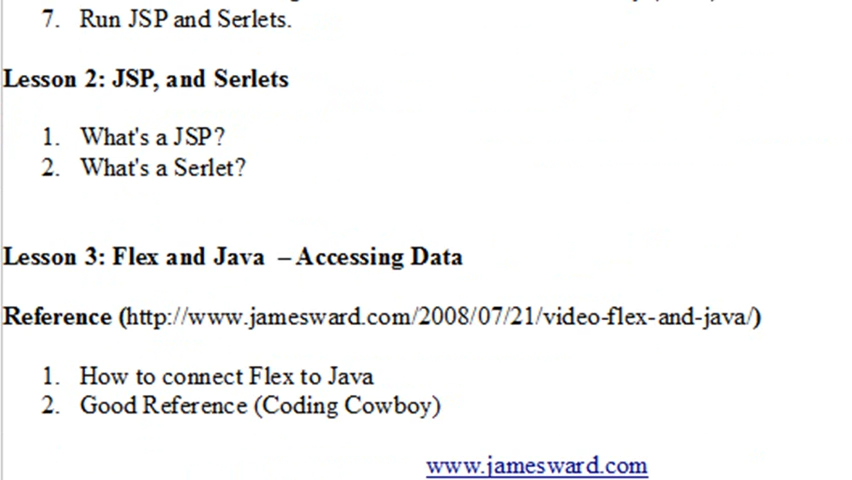 7. Run JSP and Serlets.
Lesson 2: JSP, and Serlets
1. What's a JSP?
2. What's a Serlet?
Lesson 3: Flex and Java – Accessing Data
Reference (http://www.jamesward.com/2008/07/21/video-flex-and-java/)
1. How to connect Flex to Java
2. Good Reference (Coding Cowboy)
www.jamesward.com